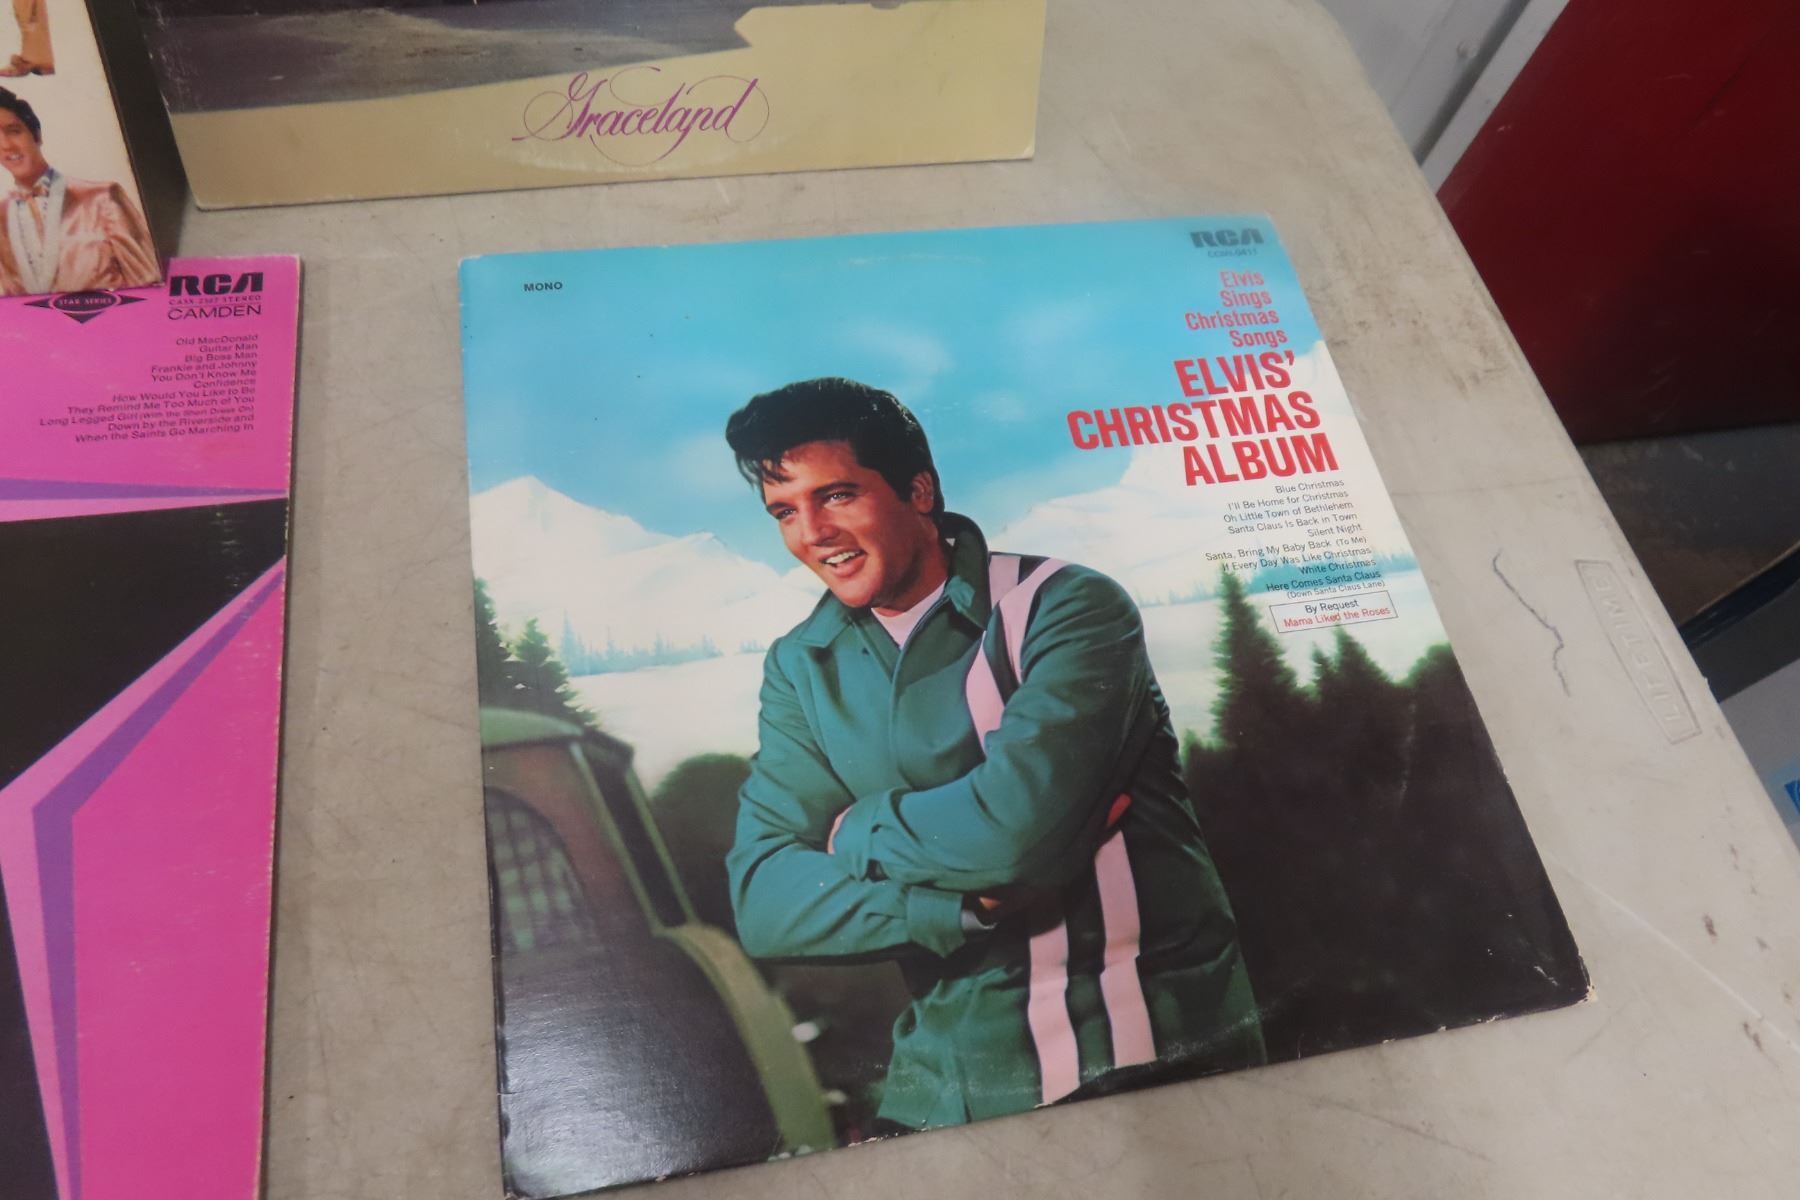 Graceland
STAR SERIES
RCA
CASX-2567 STEREO
CAMDEN
Old MacDonald
Guitar Man
Big Boss Man
Frankie and Johnny
You Don't Know Me
Confidence
How Would You Like to Be
They Remind Me Too Much of You
Long Legged Girl (With the Short Dress On)
Down by the Riverside and
When the Saints Go Marching In
MONO
RCA
Elvis
Sings
Christmas
Songs
ELVIS'
CHRISTMAS
ALBUM
Blue Christmas
I'll Be Home for Christmas
Oh Little Town of Bethlehem
Santa Claus Is Back in Town
Silent Night
Santa, Bring My Baby Back (To Me)
If Every Day Was Like Christmas
White Christmas
Here Comes Santa Claus
(Down Santa Claus Lane)
By Request
Mama Liked the Roses
LIFETIME